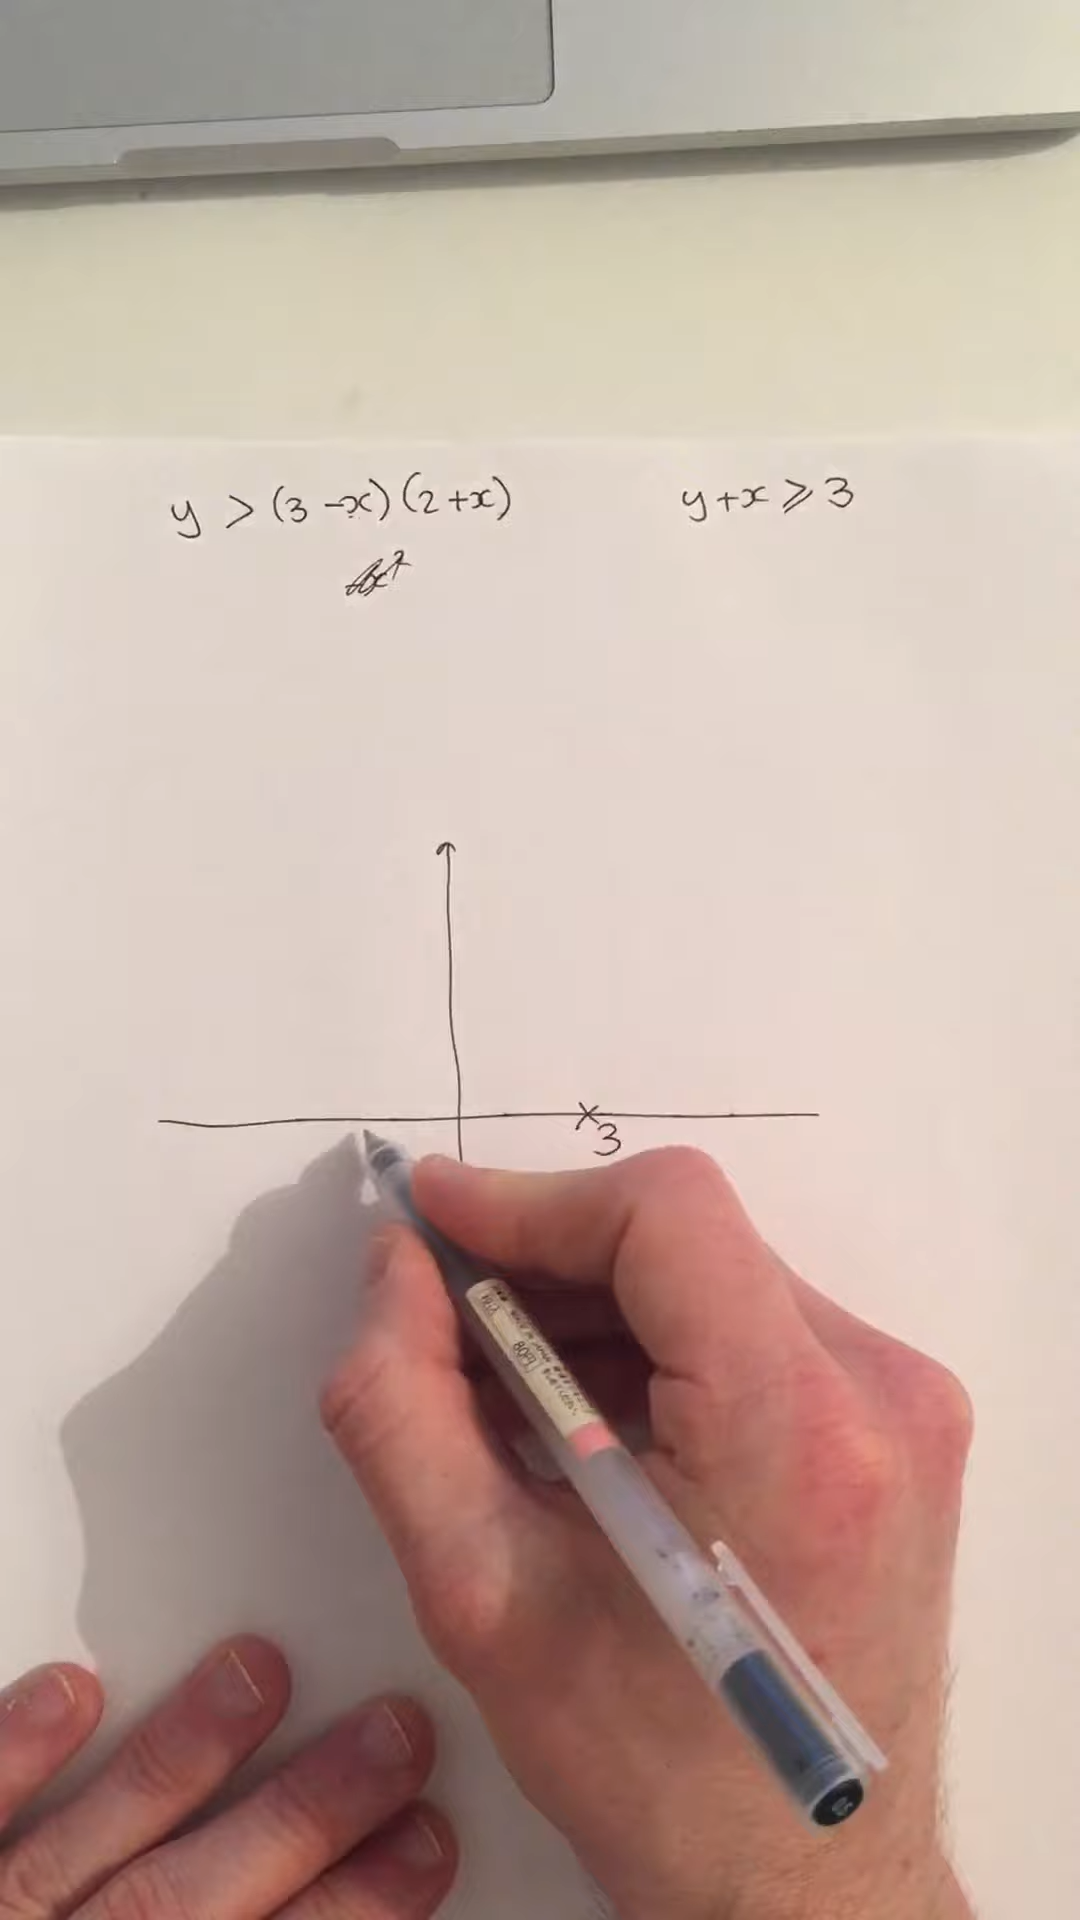 y > (3 -x) (2 +x)
y + x ⩾ 3
3